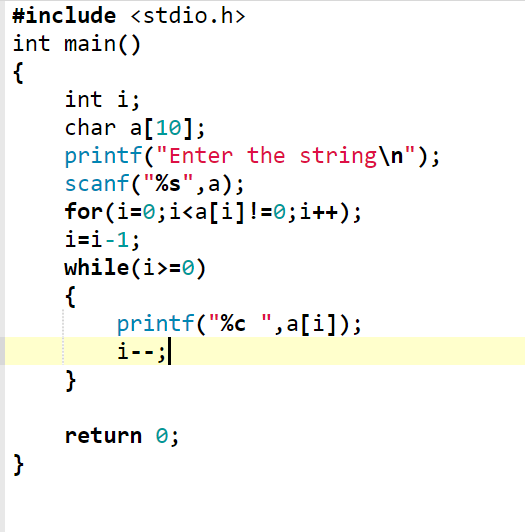 #include <stdio.h>
int main()
{
    int i;
    char a[10];
    printf("Enter the string\n");
    scanf("%s",a);
    for(i=0;i<a[i]!=0;i++);
    i=i-1;
    while(i>=0)
    {
        printf("%c ",a[i]);
        i--;
    }

    return 0;
}